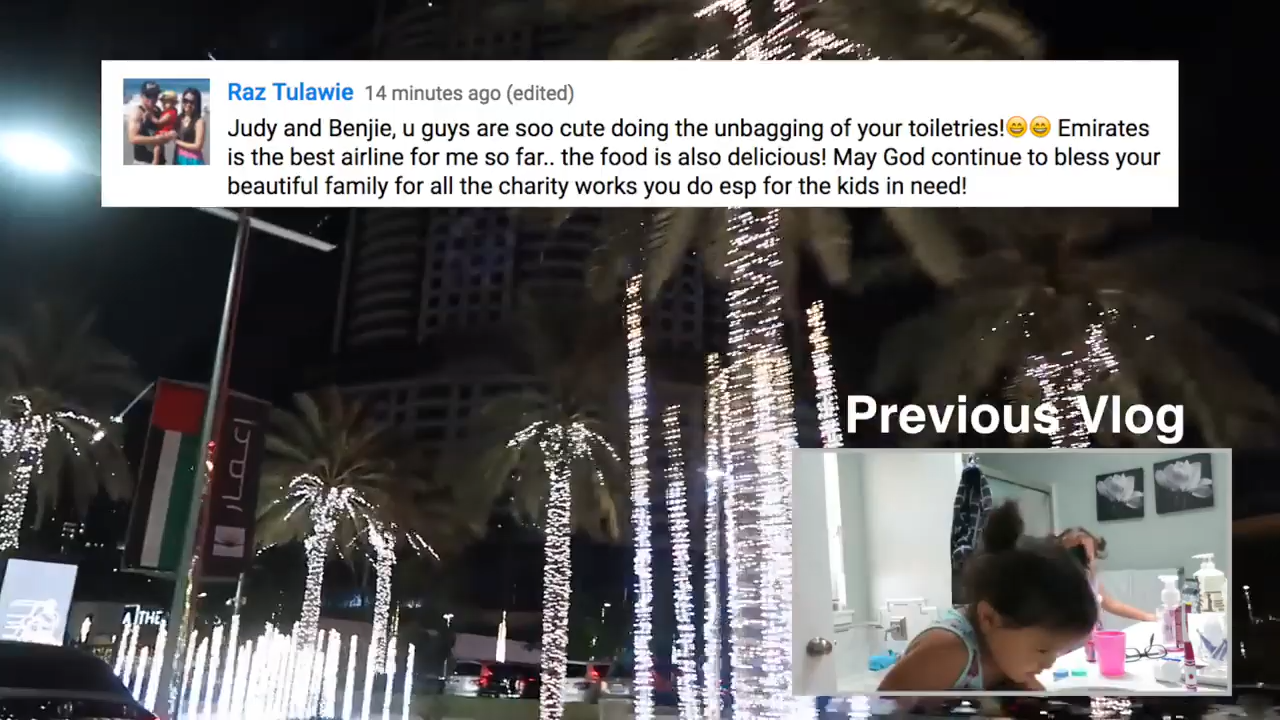 Raz Tulawie 14 minutes ago (edited)
Judy and Benjie, u guys are soo cute doing the unbagging of your toiletries!😄😄 Emirates
is the best airline for me so far.. the food is also delicious! May God continue to bless your
beautiful family for all the charity works you do esp for the kids in need!
Previous Vlog
إعمار
THE